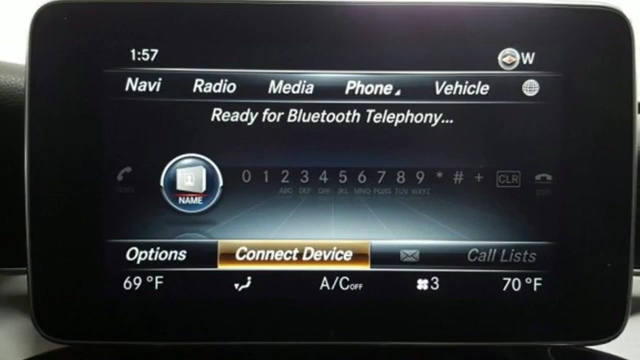 1:57 W
Navi Radio Media Phone Vehicle
Ready for Bluetooth Telephony...
0 1 2 3 4 5 6 7 8 9 * # + CLR
ABC DEF GHI JKL MNO PQRS TUV WXYZ
NAME
Options Connect Device Call Lists
69 °F A/C OFF 3 70 °F